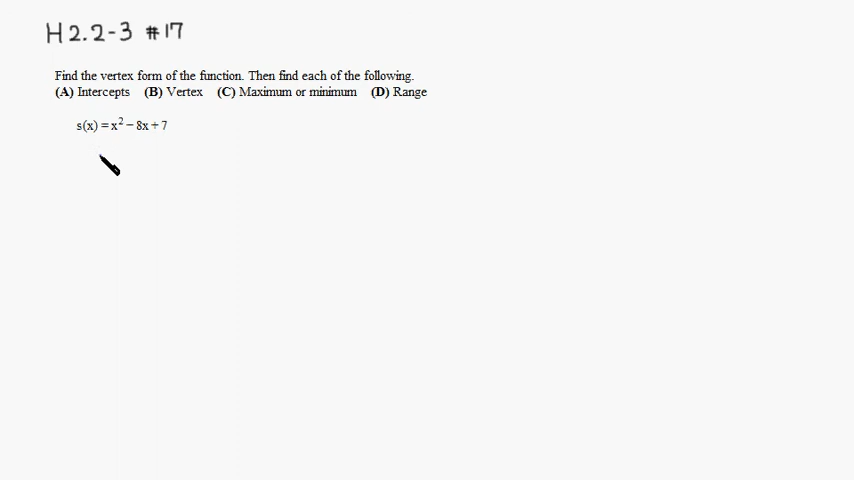 H 2.2-3 #17
Find the vertex form of the function. Then find each of the following.
(A) Intercepts (B) Vertex (C) Maximum or minimum (D) Range
s(x) = x² − 8x + 7